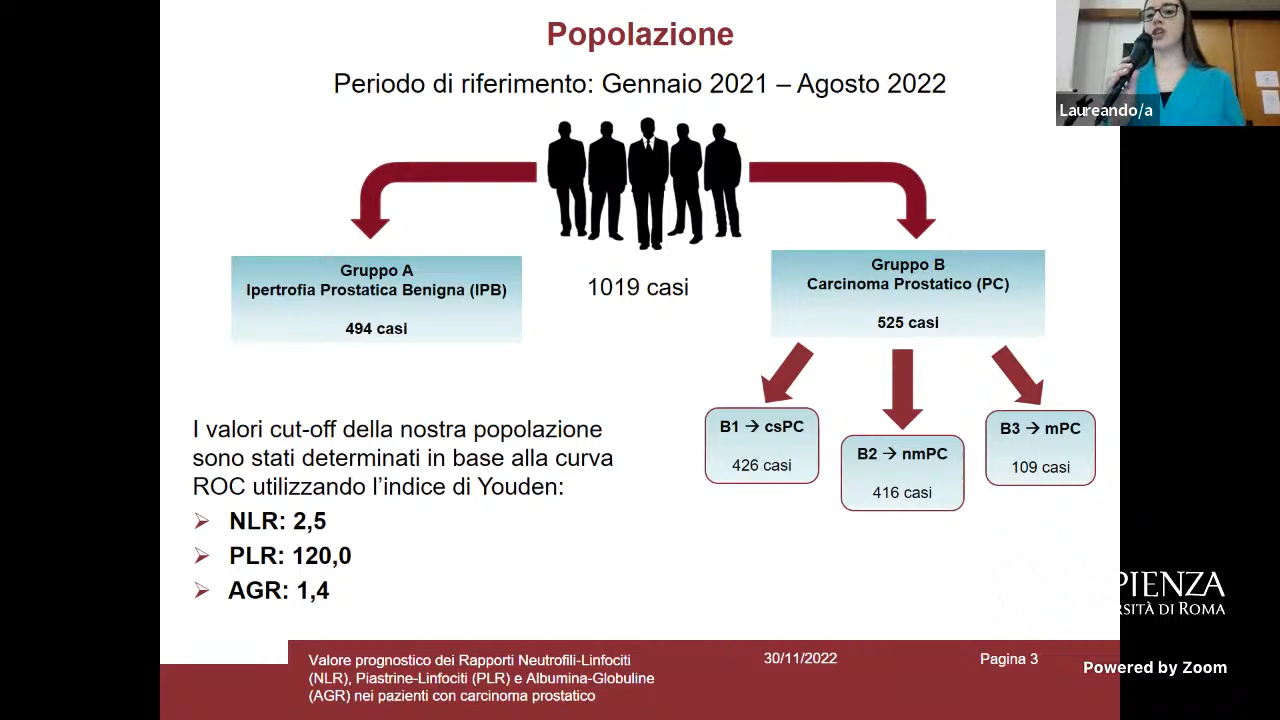 Popolazione
Periodo di riferimento: Gennaio 2021 – Agosto 2022
Laureando/a
Gruppo A
Ipertrofia Prostatica Benigna (IPB)
494 casi
1019 casi
Gruppo B
Carcinoma Prostatico (PC)
525 casi
B1 → csPC
426 casi
B2 → nmPC
416 casi
B3 → mPC
109 casi
I valori cut-off della nostra popolazione
sono stati determinati in base alla curva
ROC utilizzando l’indice di Youden:
➢ NLR: 2,5
➢ PLR: 120,0
➢ AGR: 1,4
PIENZA
RSITÀ DI ROMA
Valore prognostico dei Rapporti Neutrofili-Linfociti
(NLR), Piastrine-Linfociti (PLR) e Albumina-Globuline
(AGR) nei pazienti con carcinoma prostatico
30/11/2022
Pagina 3
Powered by Zoom